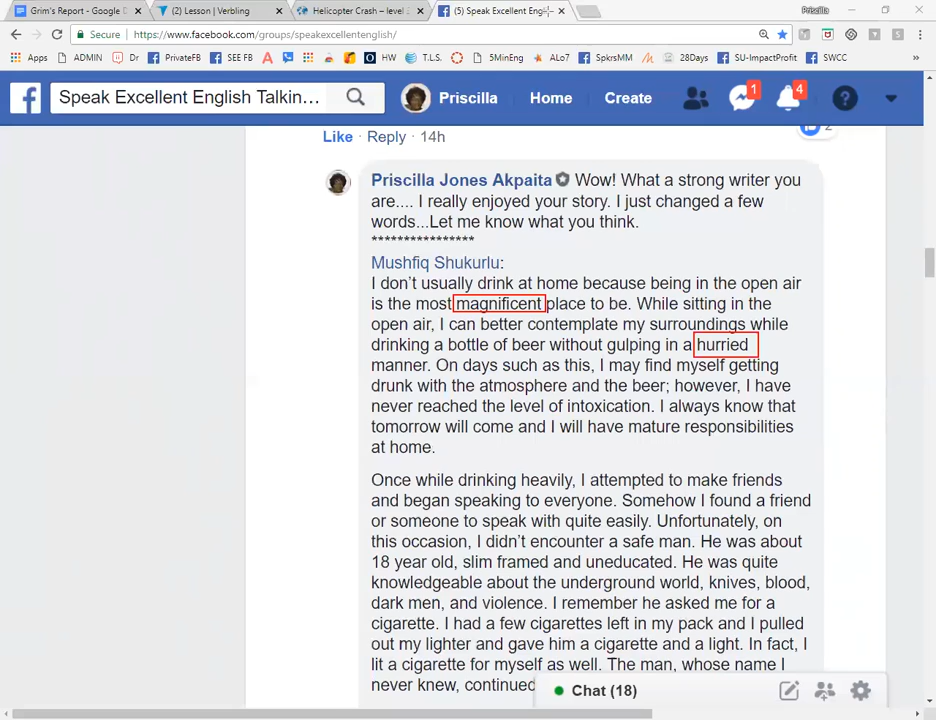 Grim's Report - Google D
(2) Lesson | Verbling
Helicopter Crash – level
(5) Speak Excellent Engli
Priscilla
Secure | https://www.facebook.com/groups/speakexcellentenglish/
Apps ADMIN Dr PrivateFB SEE FB HW T.I.S. 5MinEng ALo7 SpkrsMM 28Days SU-ImpactProfit SWCC »
Speak Excellent English Talkin... Priscilla Home Create 1 4
Like · Reply · 14h
2
Priscilla Jones Akpaita Wow! What a strong writer you
are.... I really enjoyed your story. I just changed a few
words...Let me know what you think.
****************
Mushfiq Shukurlu:
I don't usually drink at home because being in the open air
is the most magnificent place to be. While sitting in the
open air, I can better contemplate my surroundings while
drinking a bottle of beer without gulping in a hurried
manner. On days such as this, I may find myself getting
drunk with the atmosphere and the beer; however, I have
never reached the level of intoxication. I always know that
tomorrow will come and I will have mature responsibilities
at home.
Once while drinking heavily, I attempted to make friends
and began speaking to everyone. Somehow I found a friend
or someone to speak with quite easily. Unfortunately, on
this occasion, I didn't encounter a safe man. He was about
18 year old, slim framed and uneducated. He was quite
knowledgeable about the underground world, knives, blood,
dark men, and violence. I remember he asked me for a
cigarette. I had a few cigarettes left in my pack and I pulled
out my lighter and gave him a cigarette and a light. In fact, I
lit a cigarette for myself as well. The man, whose name I
never knew, continued
Chat (18)